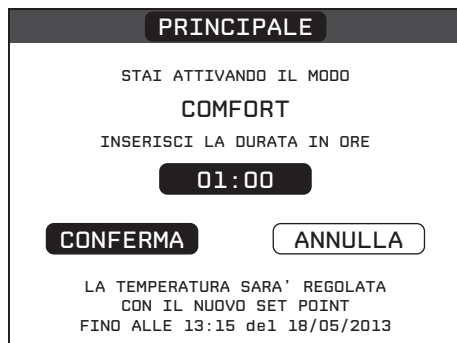 PRINCIPALE
STAI ATTIVANDO IL MODO
COMFORT
INSERISCI LA DURATA IN ORE
01:00
CONFERMA ANNULLA
LA TEMPERATURA SARA' REGOLATA
CON IL NUOVO SET POINT
FINO ALLE 13:15 del 18/05/2013